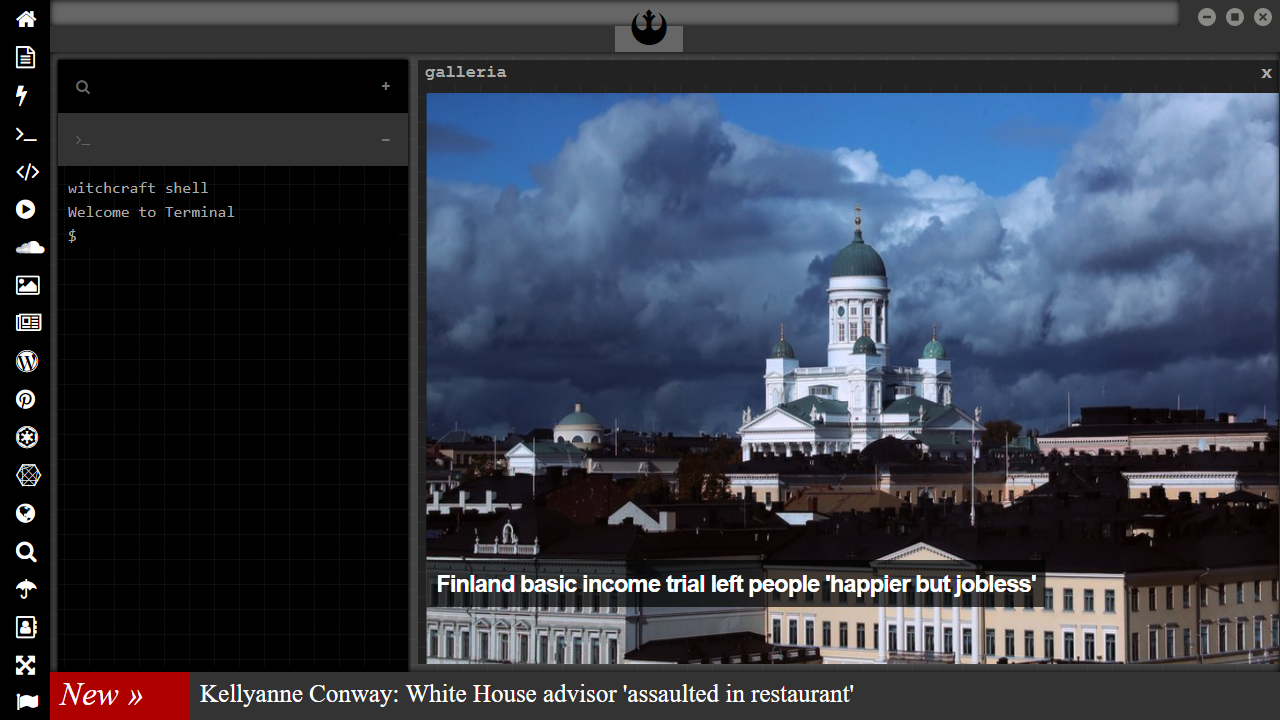 galleria
x
+
>_
−
witchcraft shell
Welcome to Terminal
$
Finland basic income trial left people 'happier but jobless'
New »
Kellyanne Conway: White House advisor 'assaulted in restaurant'